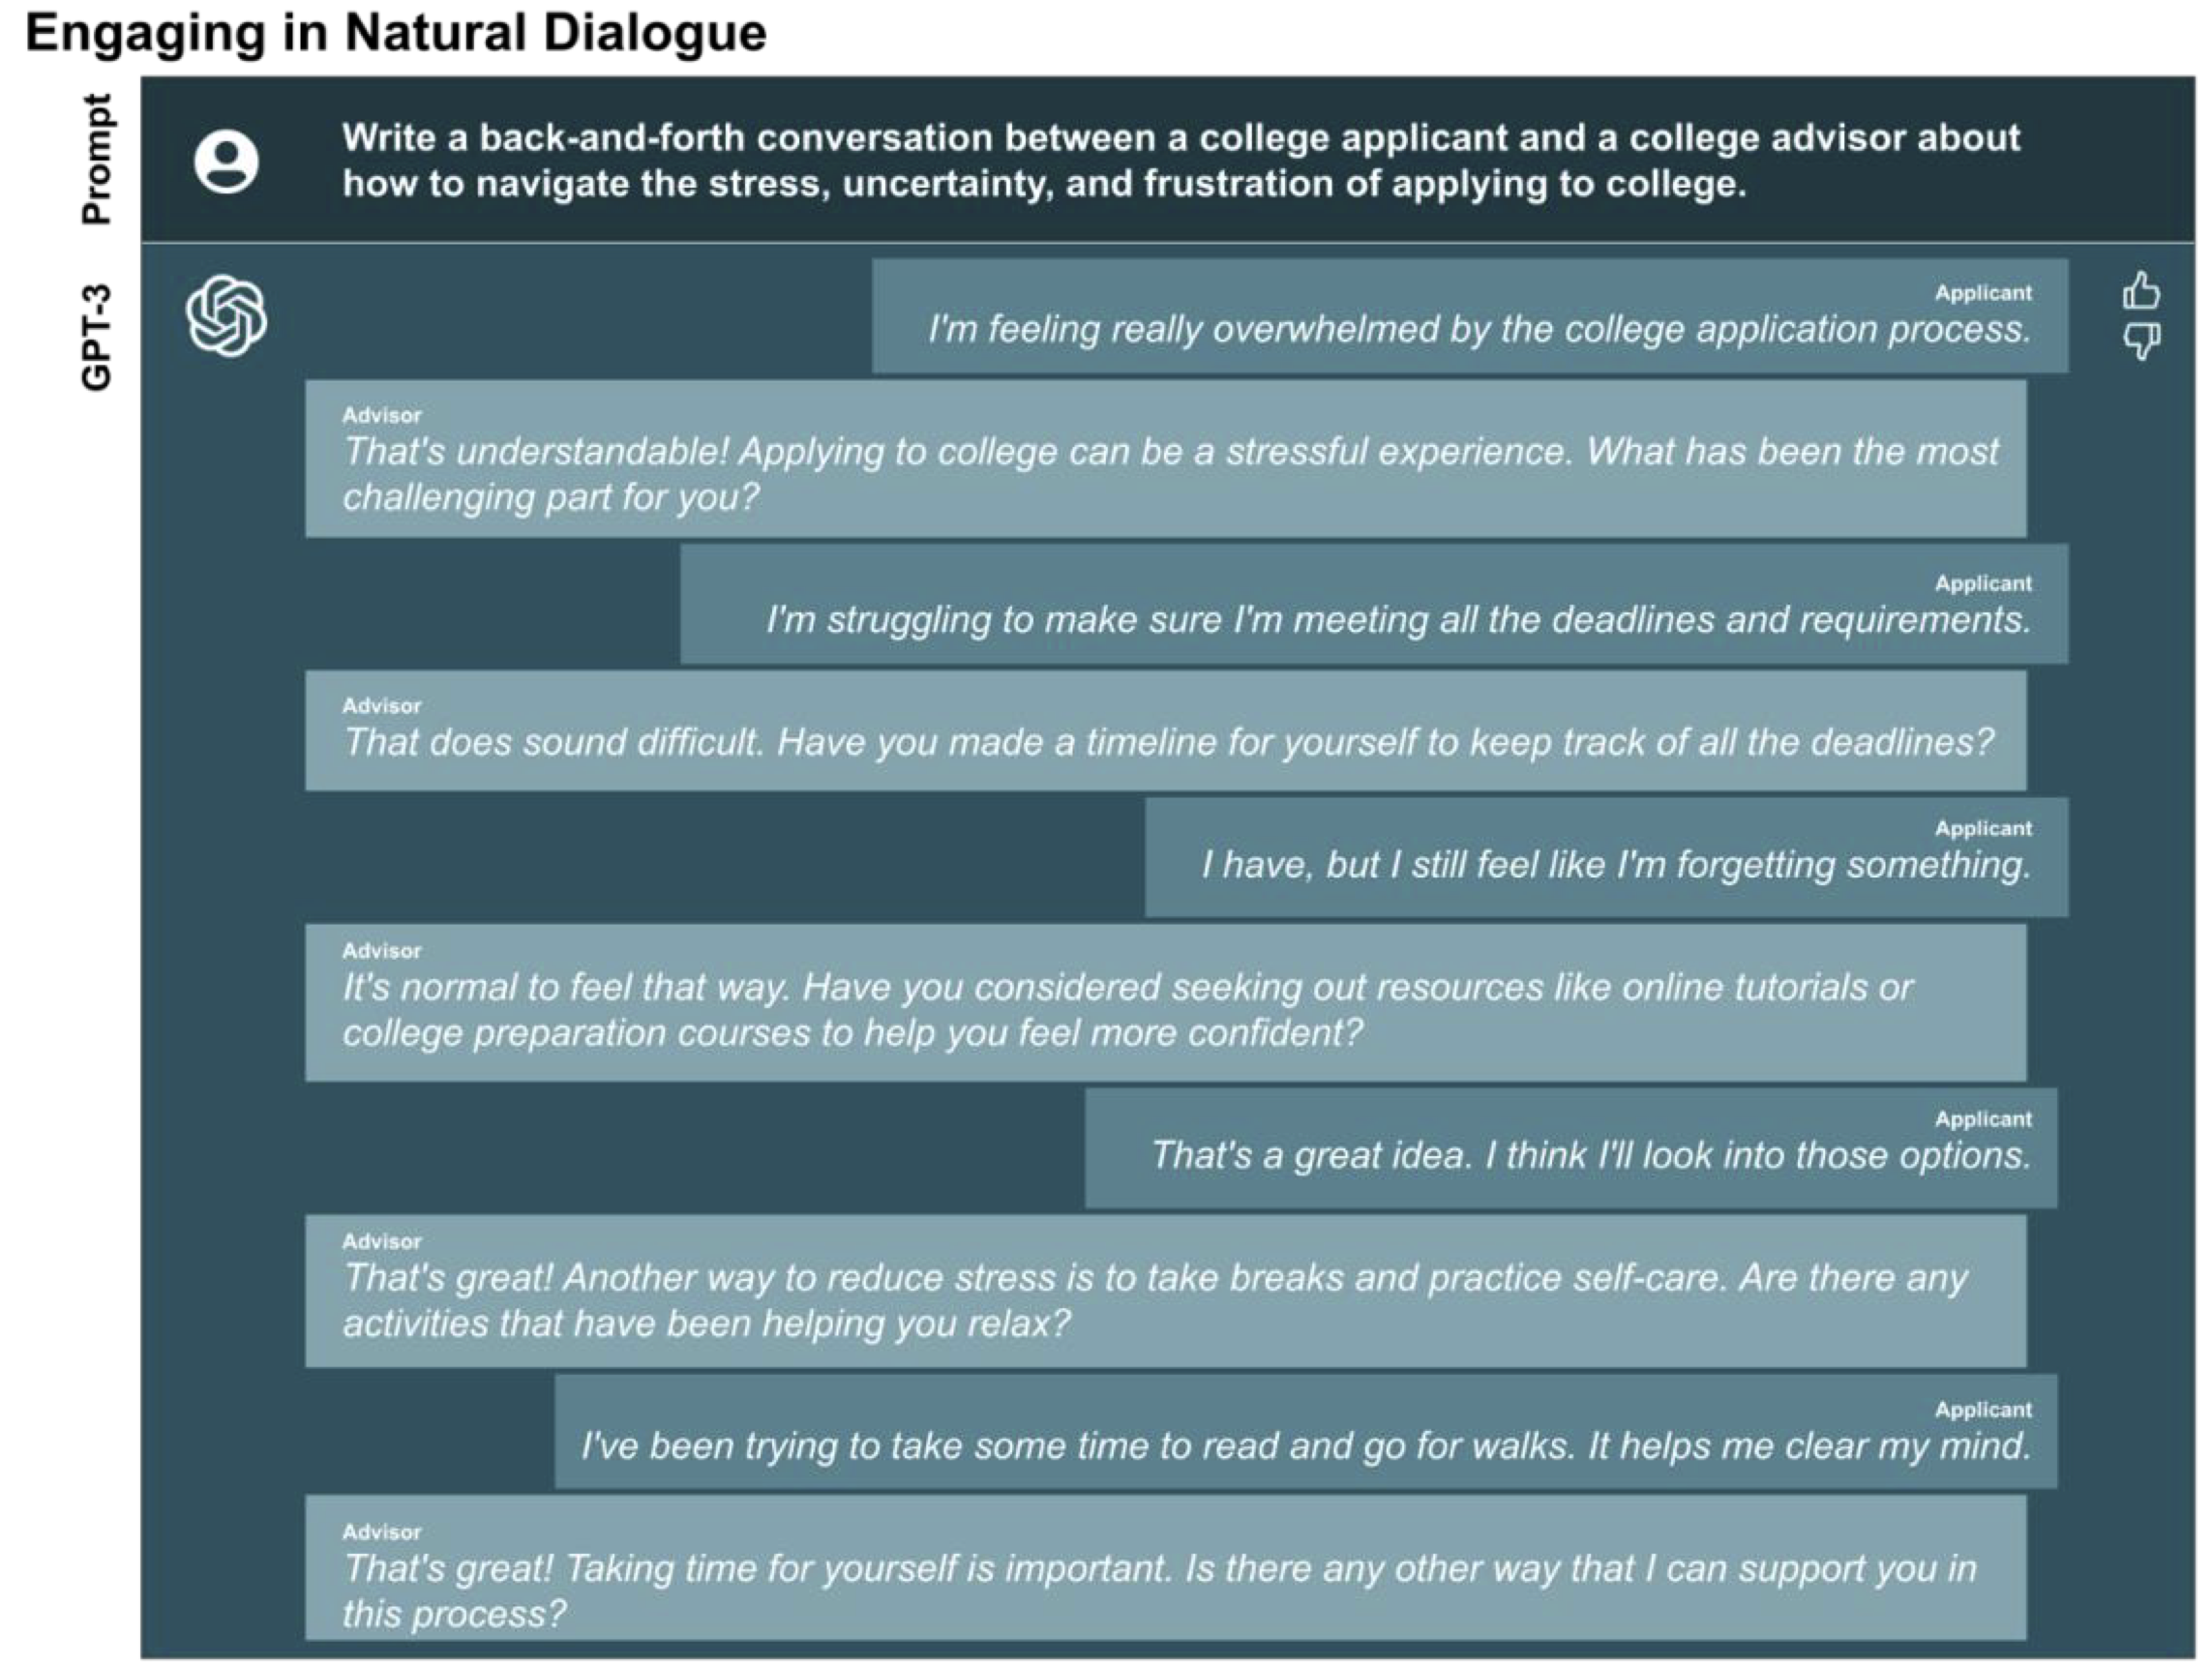 Engaging in Natural Dialogue
Prompt
Write a back-and-forth conversation between a college applicant and a college advisor about
how to navigate the stress, uncertainty, and frustration of applying to college.
GPT-3
Applicant
I'm feeling really overwhelmed by the college application process.
Advisor
That's understandable! Applying to college can be a stressful experience. What has been the most
challenging part for you?
Applicant
I'm struggling to make sure I'm meeting all the deadlines and requirements.
Advisor
That does sound difficult. Have you made a timeline for yourself to keep track of all the deadlines?
Applicant
I have, but I still feel like I'm forgetting something.
Advisor
It's normal to feel that way. Have you considered seeking out resources like online tutorials or
college preparation courses to help you feel more confident?
Applicant
That's a great idea. I think I'll look into those options.
Advisor
That's great! Another way to reduce stress is to take breaks and practice self-care. Are there any
activities that have been helping you relax?
Applicant
I've been trying to take some time to read and go for walks. It helps me clear my mind.
Advisor
That's great! Taking time for yourself is important. Is there any other way that I can support you in
this process?